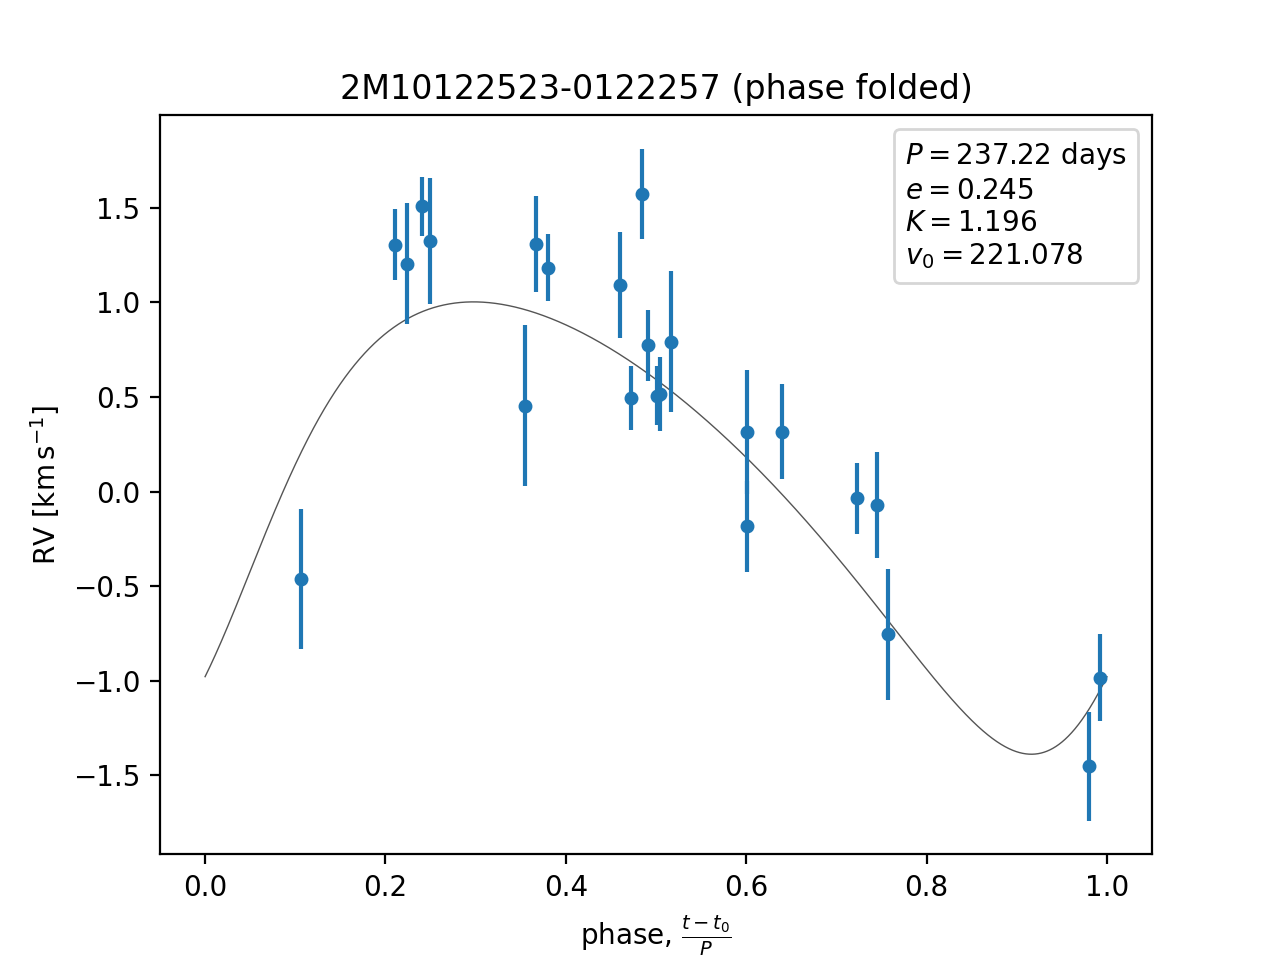 2M10122523-0122257 (phase folded)
P = 237.22 days
e = 0.245
K = 1.196
v₀ = 221.078
RV [km s⁻¹]
1.5
1.0
0.5
0.0
−0.5
−1.0
−1.5
0.0 0.2 0.4 0.6 0.8 1.0
phase, (t − t₀)/P